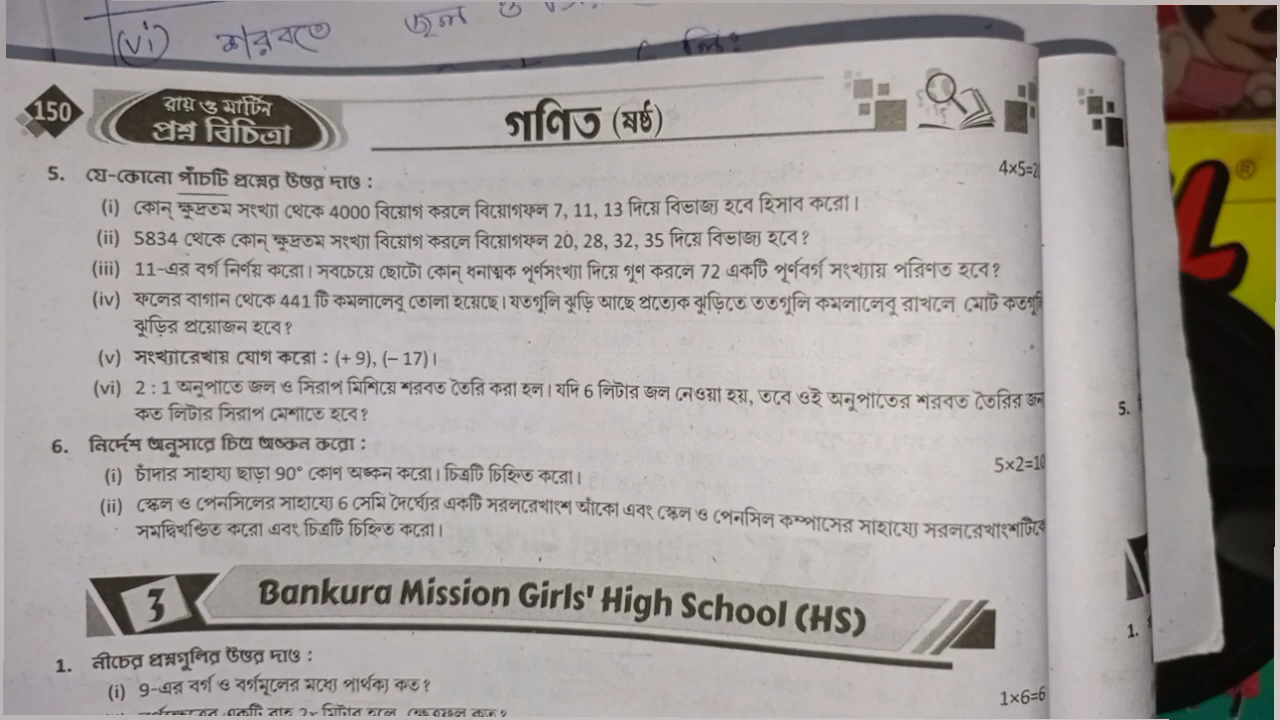 (vi) শরবতে জল ও
লিঃ
150 রায় ও মার্টিন
প্রশ্ন বিচিত্রা
গণিত (ষষ্ঠ)
5. যে-কোনো পাঁচটি প্রশ্নের উত্তর দাও : 4×5=2
(i) কোন্ ক্ষুদ্রতম সংখ্যা থেকে 4000 বিয়োগ করলে বিয়োগফল 7, 11, 13 দিয়ে বিভাজ্য হবে হিসাব করো।
(ii) 5834 থেকে কোন্ ক্ষুদ্রতম সংখ্যা বিয়োগ করলে বিয়োগফল 20, 28, 32, 35 দিয়ে বিভাজ্য হবে?
(iii) 11-এর বর্গ নির্ণয় করো। সবচেয়ে ছোটো কোন্ ধনাত্মক পূর্ণসংখ্যা দিয়ে গুণ করলে 72 একটি পূর্ণবর্গ সংখ্যায় পরিণত হবে?
(iv) ফলের বাগান থেকে 441 টি কমলালেবু তোলা হয়েছে। যতগুলি ঝুড়ি আছে প্রত্যেক ঝুড়িতে ততগুলি কমলালেবু রাখলে মোট কতগুলি
ঝুড়ির প্রয়োজন হবে?
(v) সংখ্যারেখায় যোগ করো : (+ 9), (– 17)।
(vi) 2 : 1 অনুপাতে জল ও সিরাপ মিশিয়ে শরবত তৈরি করা হল। যদি 6 লিটার জল নেওয়া হয়, তবে ওই অনুপাতের শরবত তৈরির জন
কত লিটার সিরাপ মেশাতে হবে?
5.
6. নির্দেশ অনুসারে চিত্র অঙ্কন করো : 5×2=10
(i) চাঁদার সাহায্য ছাড়া 90° কোণ অঙ্কন করো। চিত্রটি চিহ্নিত করো।
(ii) স্কেল ও পেনসিলের সাহায্যে 6 সেমি দৈর্ঘ্যের একটি সরলরেখাংশ আঁকো এবং স্কেল ও পেনসিল কম্পাসের সাহায্যে সরলরেখাংশটিকে
সমদ্বিখণ্ডিত করো এবং চিত্রটি চিহ্নিত করো।
3 Bankura Mission Girls' High School (HS)
1.
1. নীচের প্রশ্নগুলির উত্তর দাও : 1×6=6
(i) 9-এর বর্গ ও বর্গমূলের মধ্যে পার্থক্য কত?